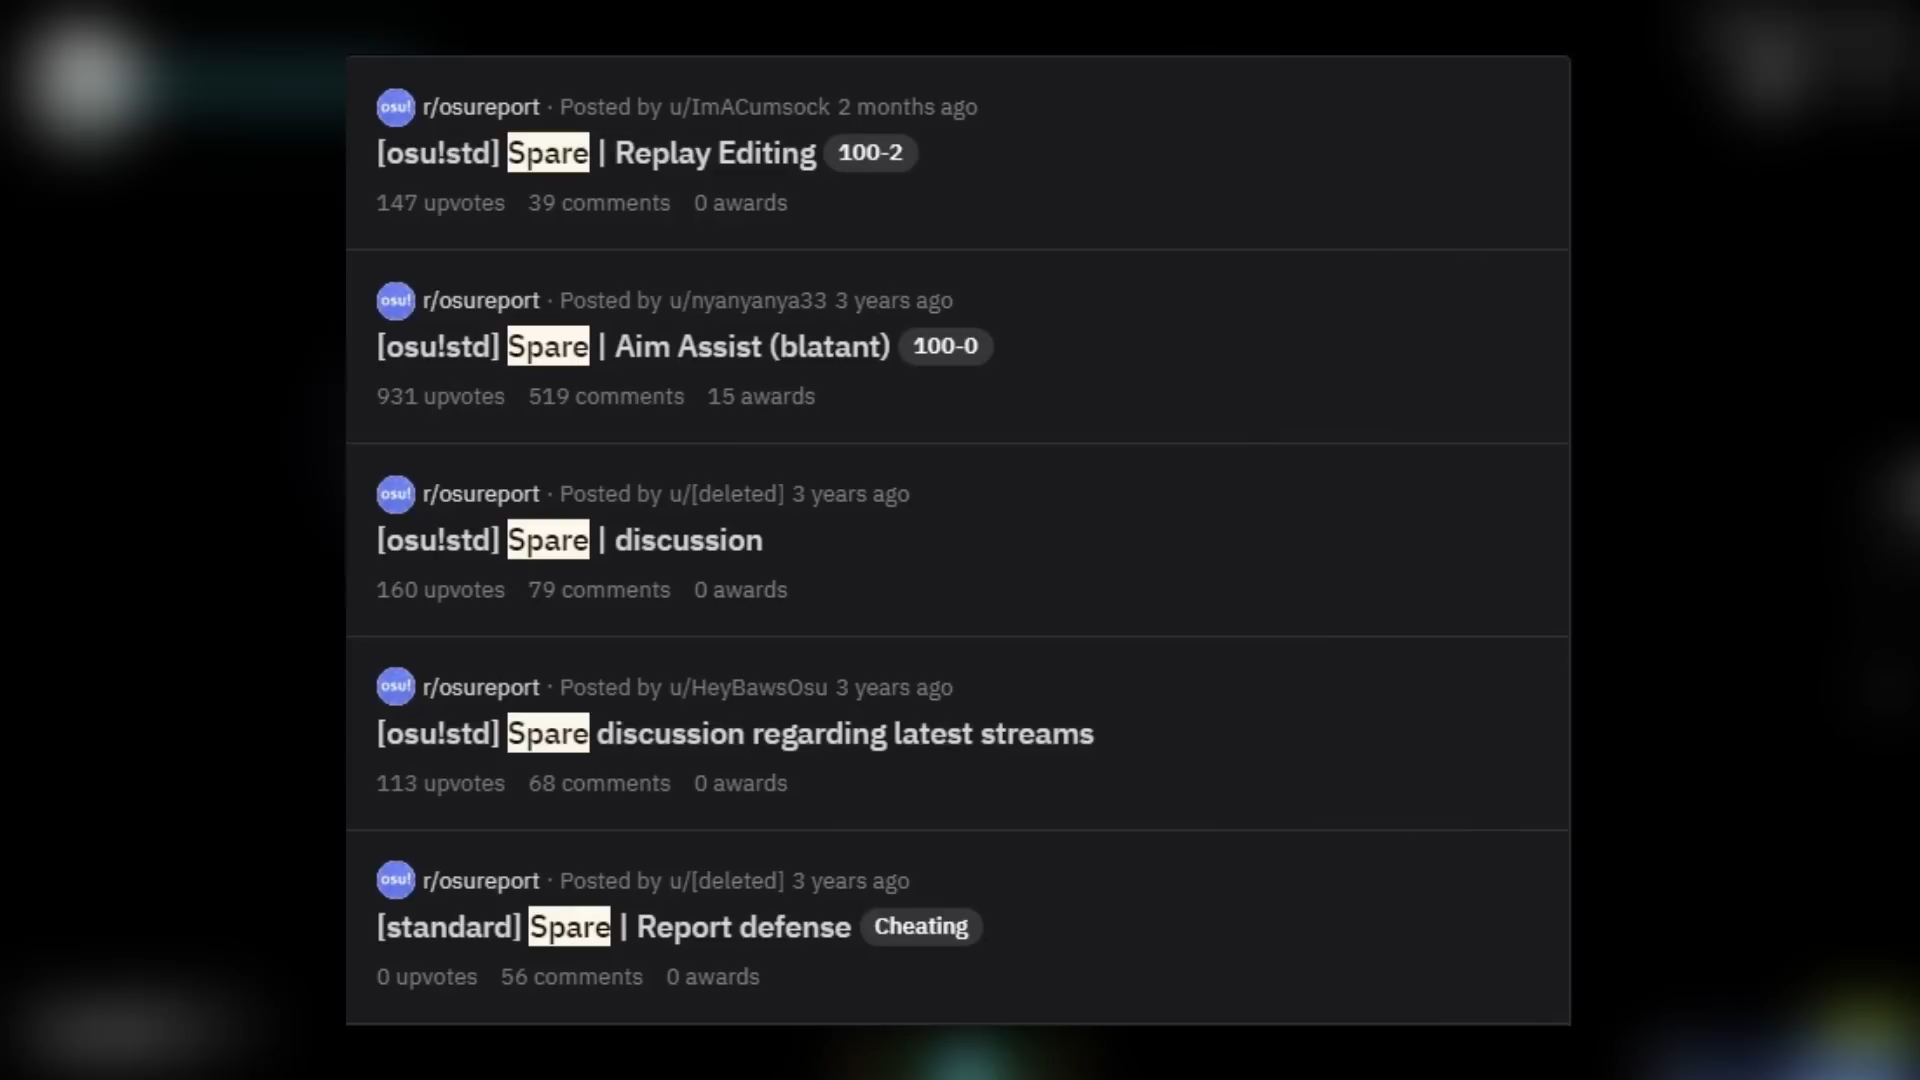 osu! r/osureport · Posted by u/ImACumsock 2 months ago
[osu!std] Spare | Replay Editing 100-2
147 upvotes 39 comments 0 awards
osu! r/osureport · Posted by u/nyanyanya33 3 years ago
[osu!std] Spare | Aim Assist (blatant) 100-0
931 upvotes 519 comments 15 awards
osu! r/osureport · Posted by u/[deleted] 3 years ago
[osu!std] Spare | discussion
160 upvotes 79 comments 0 awards
osu! r/osureport · Posted by u/HeyBawsOsu 3 years ago
[osu!std] Spare discussion regarding latest streams
113 upvotes 68 comments 0 awards
osu! r/osureport · Posted by u/[deleted] 3 years ago
[standard] Spare | Report defense Cheating
0 upvotes 56 comments 0 awards